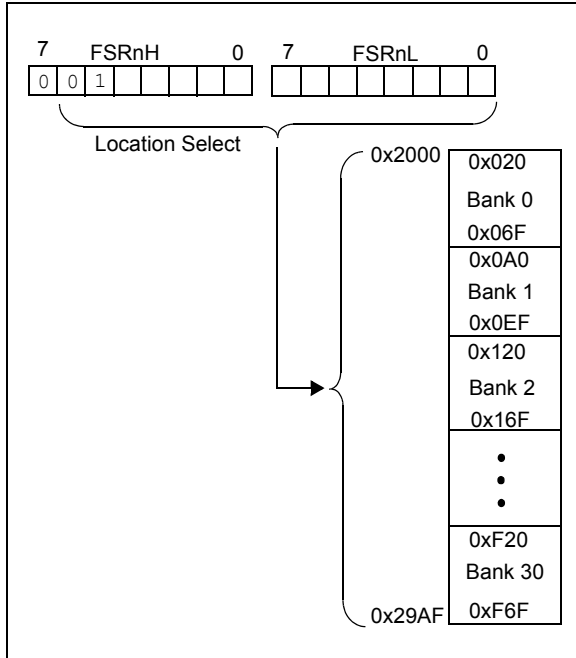 7 FSRnH 0 7 FSRnL 0
0 0 1
Location Select
0x2000
0x020
Bank 0
0x06F
0x0A0
Bank 1
0x0EF
0x120
Bank 2
0x16F
0xF20
Bank 30
0x29AF 0xF6F